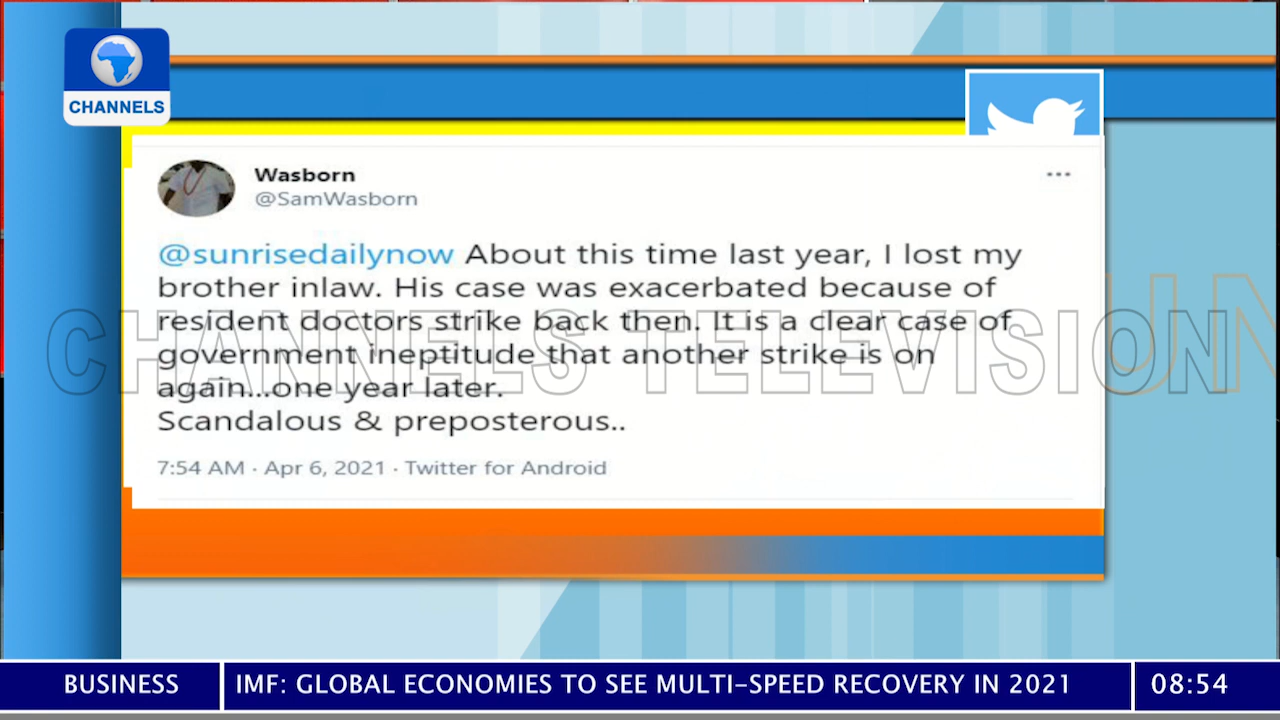 CHANNELS
Wasborn
@SamWasborn
@sunrisedailynow About this time last year, I lost my
brother inlaw. His case was exacerbated because of
resident doctors strike back then. It is a clear case of
government ineptitude that another strike is on
again...one year later.
Scandalous & preposterous..
7:54 AM · Apr 6, 2021 · Twitter for Android
CHANNELS TELEVISION
BUSINESS
IMF: GLOBAL ECONOMIES TO SEE MULTI-SPEED RECOVERY IN 2021
08:54